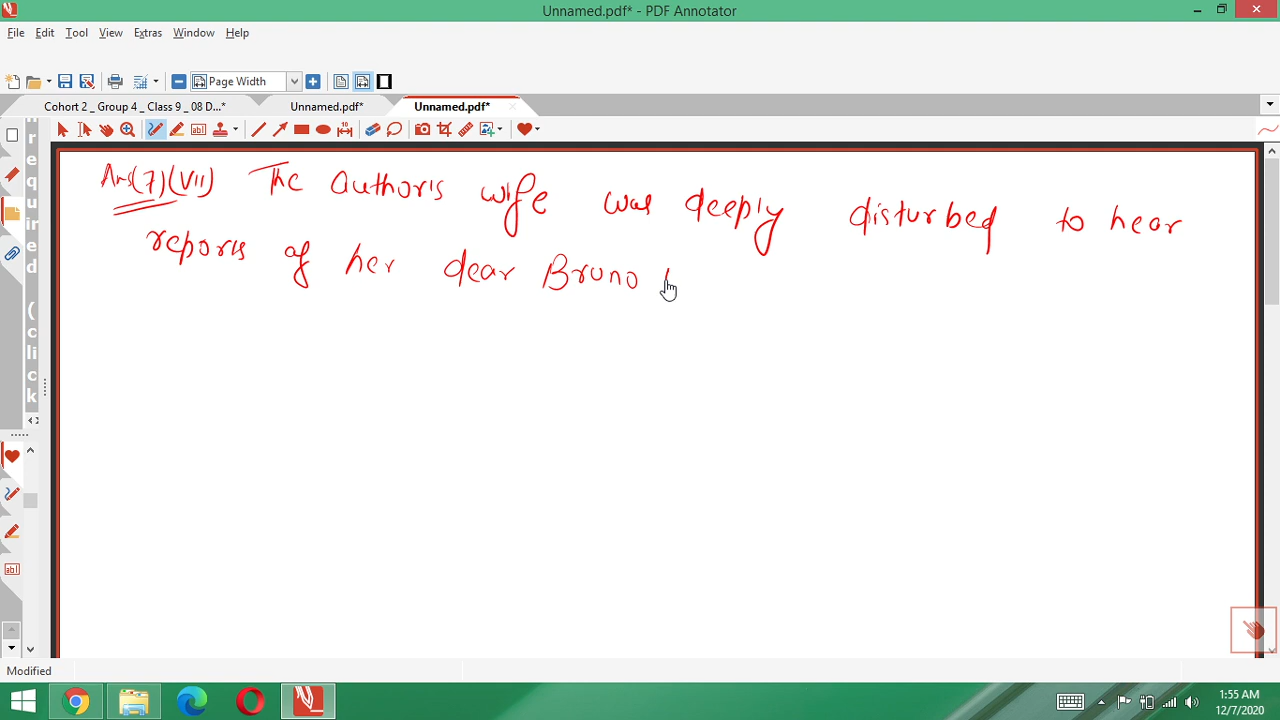 Unnamed.pdf* - PDF Annotator
File Edit Tool View Extras Window Help
Page Width
Cohort 2 _ Group 4 _ Class 9 _ 08 D...* Unnamed.pdf* Unnamed.pdf*
Ans(7)(VII) The author's wife was deeply disturbed to hear
reports of her dear Bruno
r
e
q
u
i
n
e
d
(
c
li
c
k
Modified
1:55 AM
12/7/2020